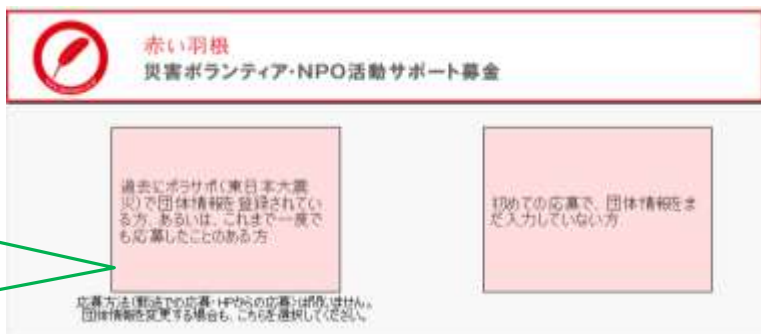 赤い羽根
災害ボランティア・NPO活動サポート募金
過去にボラサポ(東日本大震
災)で団体情報を登録されてい
る方、あるいは、これまで一度で
も応募したことのある方
初めての応募で、団体情報をま
だ入力していない方
応募方法(郵送での応募・HPからの応募)は問いません。
団体情報を変更する場合も、こちらを選択してください。